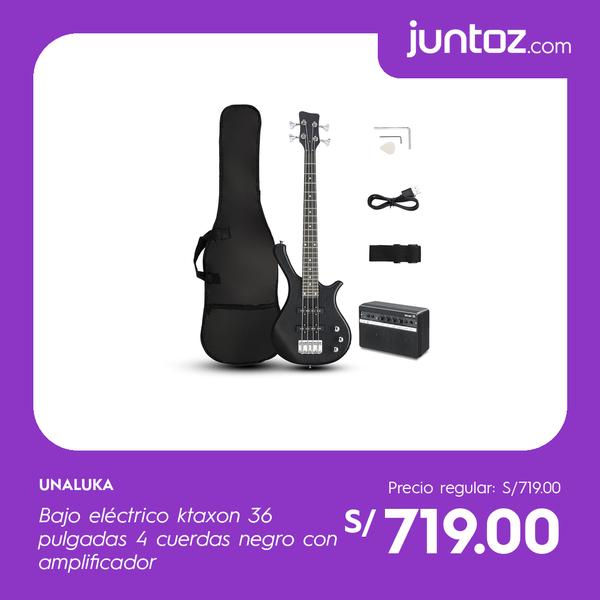 juntoz.com
UNALUKA
Bajo eléctrico ktaxon 36
pulgadas 4 cuerdas negro con
amplificador
Precio regular: S/719.00
S/719.00